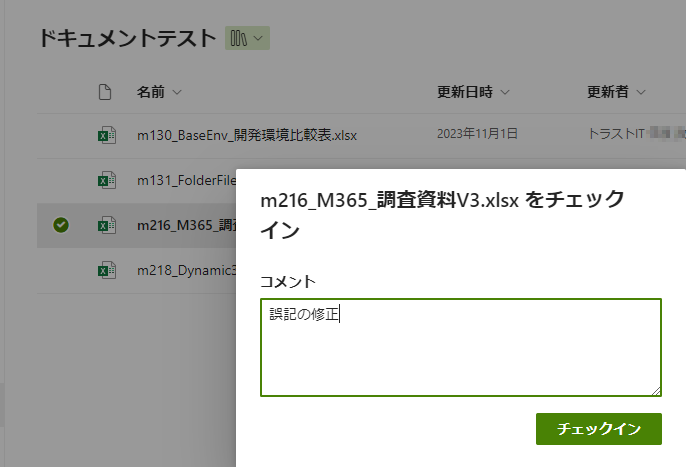 ドキュメントテスト
名前 更新日時 更新者
m130_BaseEnv_開発環境比較表.xlsx 2023年11月1日 トラストIT
m131_FolderFile
m216_M365_調
m218_Dynamic3
m216_M365_調査資料V3.xlsx をチェック
イン
コメント
誤記の修正
チェックイン